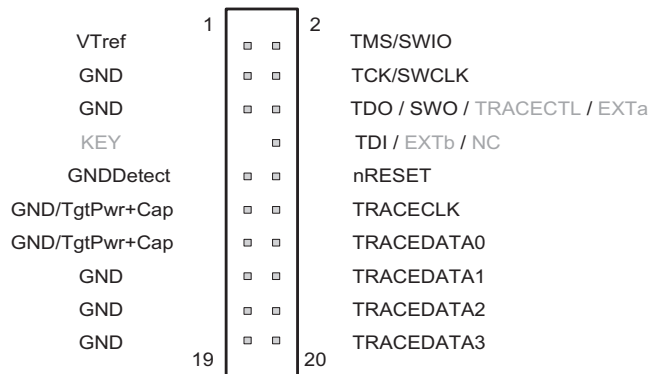 1 2
VTref TMS/SWIO
GND TCK/SWCLK
GND TDO / SWO / TRACECTL / EXTa
KEY TDI / EXTb / NC
GNDDetect nRESET
GND/TgtPwr+Cap TRACECLK
GND/TgtPwr+Cap TRACEDATA0
GND TRACEDATA1
GND TRACEDATA2
GND TRACEDATA3
19 20